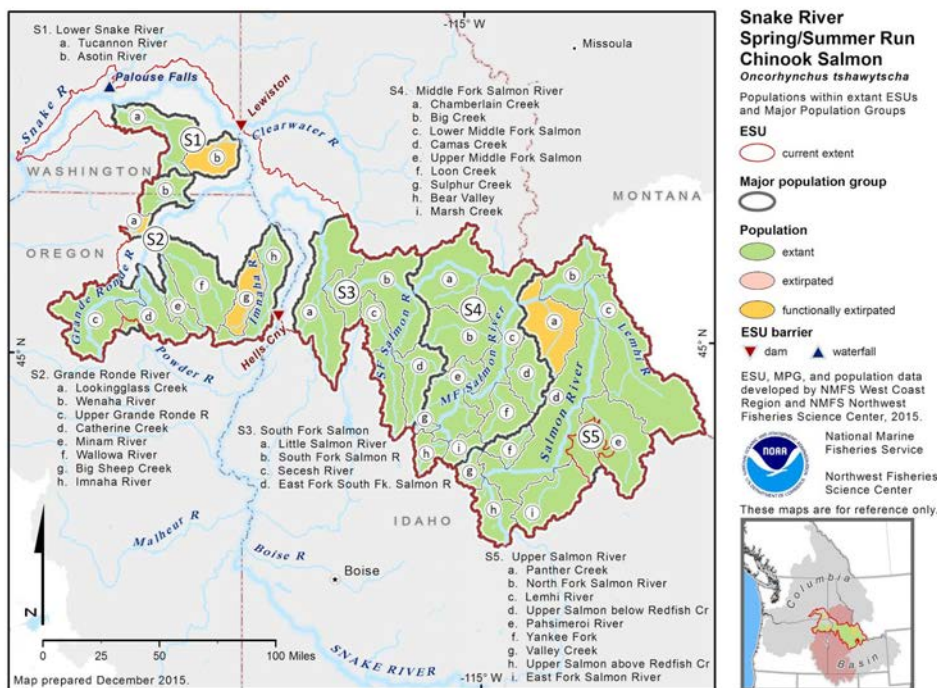 -115° W
Missoula
S1. Lower Snake River
a. Tucannon River
b. Asotin River
Palouse Falls
Snake R
Lewiston
Clearwater R
WASHINGTON
OREGON
MONTANA
IDAHO
S4. Middle Fork Salmon River
a. Chamberlain Creek
b. Big Creek
c. Lower Middle Fork Salmon
d. Camas Creek
e. Upper Middle Fork Salmon
f. Loon Creek
g. Sulphur Creek
h. Bear Valley
i. Marsh Creek
S1
a
b
S2
a
b
c
d
e
f
g
h
Grande Ronde R
Imnaha R
Powder R
Hells Cny
S3
a
b
c
d
SF Salmon R
S4
a
b
c
d
e
f
g
h
i
MF Salmon River
S5
a
b
c
d
e
f
g
h
i
Salmon River
Lemhi R
45° N
45° N
S2. Grande Ronde River
a. Lookingglass Creek
b. Wenaha River
c. Upper Grande Ronde R
d. Catherine Creek
e. Minam River
f. Wallowa River
g. Big Sheep Creek
h. Imnaha River
S3. South Fork Salmon
a. Little Salmon River
b. South Fork Salmon R
c. Secesh River
d. East Fork South Fk. Salmon R
Malheur R
Boise R
Boise
SNAKE RIVER
S5. Upper Salmon River
a. Panther Creek
b. North Fork Salmon River
c. Lemhi River
d. Upper Salmon below Redfish Cr
e. Pahsimeroi River
f. Yankee Fork
g. Valley Creek
h. Upper Salmon above Redfish Cr
i. East Fork Salmon River
N
0 50 100 Miles
Map prepared December 2015.
-115° W
Snake River
Spring/Summer Run
Chinook Salmon
Oncorhynchus tshawytscha
Populations within extant ESUs
and Major Population Groups
ESU
current extent
Major population group
Population
extant
extirpated
functionally extirpated
ESU barrier
dam
waterfall
ESU, MPG, and population data
developed by NMFS West Coast
Region and NMFS Northwest
Fisheries Science Center, 2015.
NOAA
National Marine
Fisheries Service
Northwest Fisheries
Science Center
These maps are for reference only.
Columbia
Basin